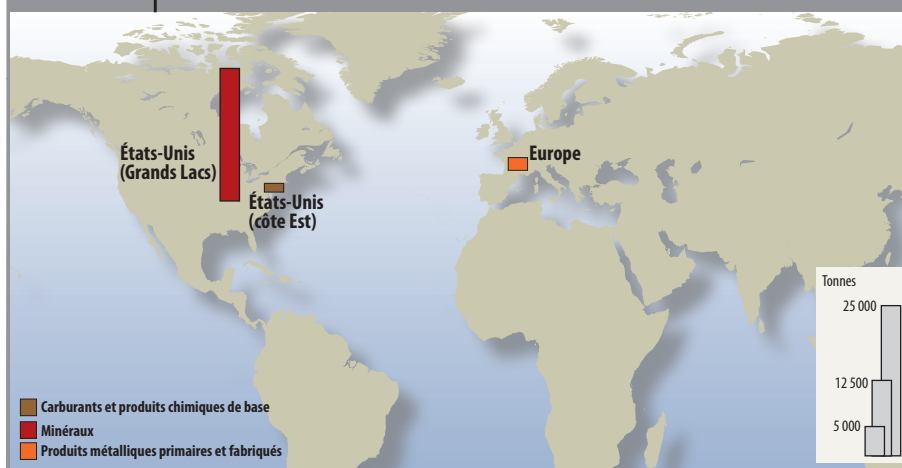 États-Unis
(Grands Lacs)
États-Unis
(côte Est)
Europe
Tonnes
25 000
12 500
5 000
Carburants et produits chimiques de base
Minéraux
Produits métalliques primaires et fabriqués